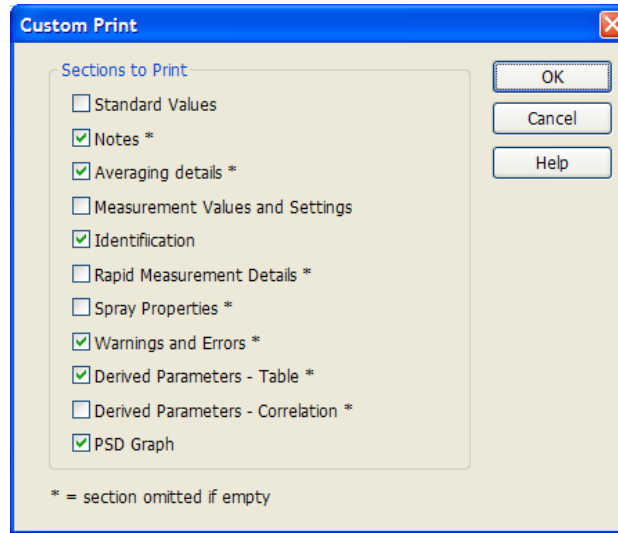 Custom Print
Sections to Print
OK
Standard Values
Cancel
Notes *
Averaging details *
Help
Measurement Values and Settings
Identifiication
Rapid Measurement Details *
Spray Properties *
Warnings and Errors *
Derived Parameters - Table *
Derived Parameters - Correlation *
PSD Graph
* = section omitted if empty